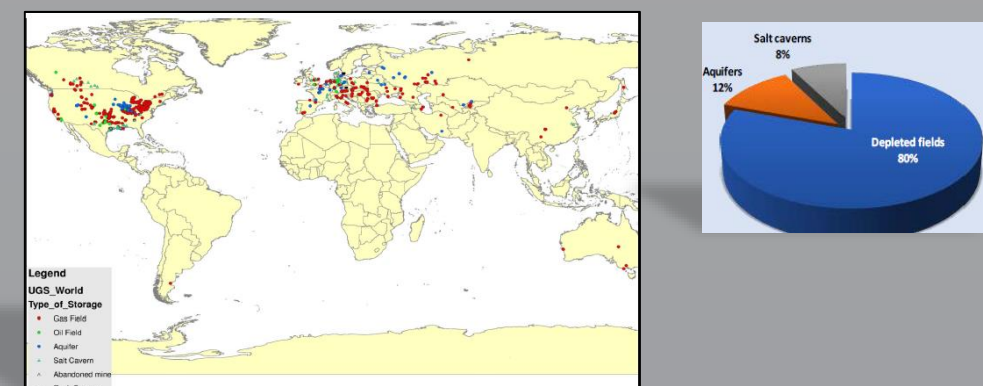 Legend
UGS_World
Type_of_Storage
Gas Field
Oil Field
Aquifer
Salt Cavern
Abandoned mine
Salt caverns
8%
Aquifers
12%
Depleted fields
80%